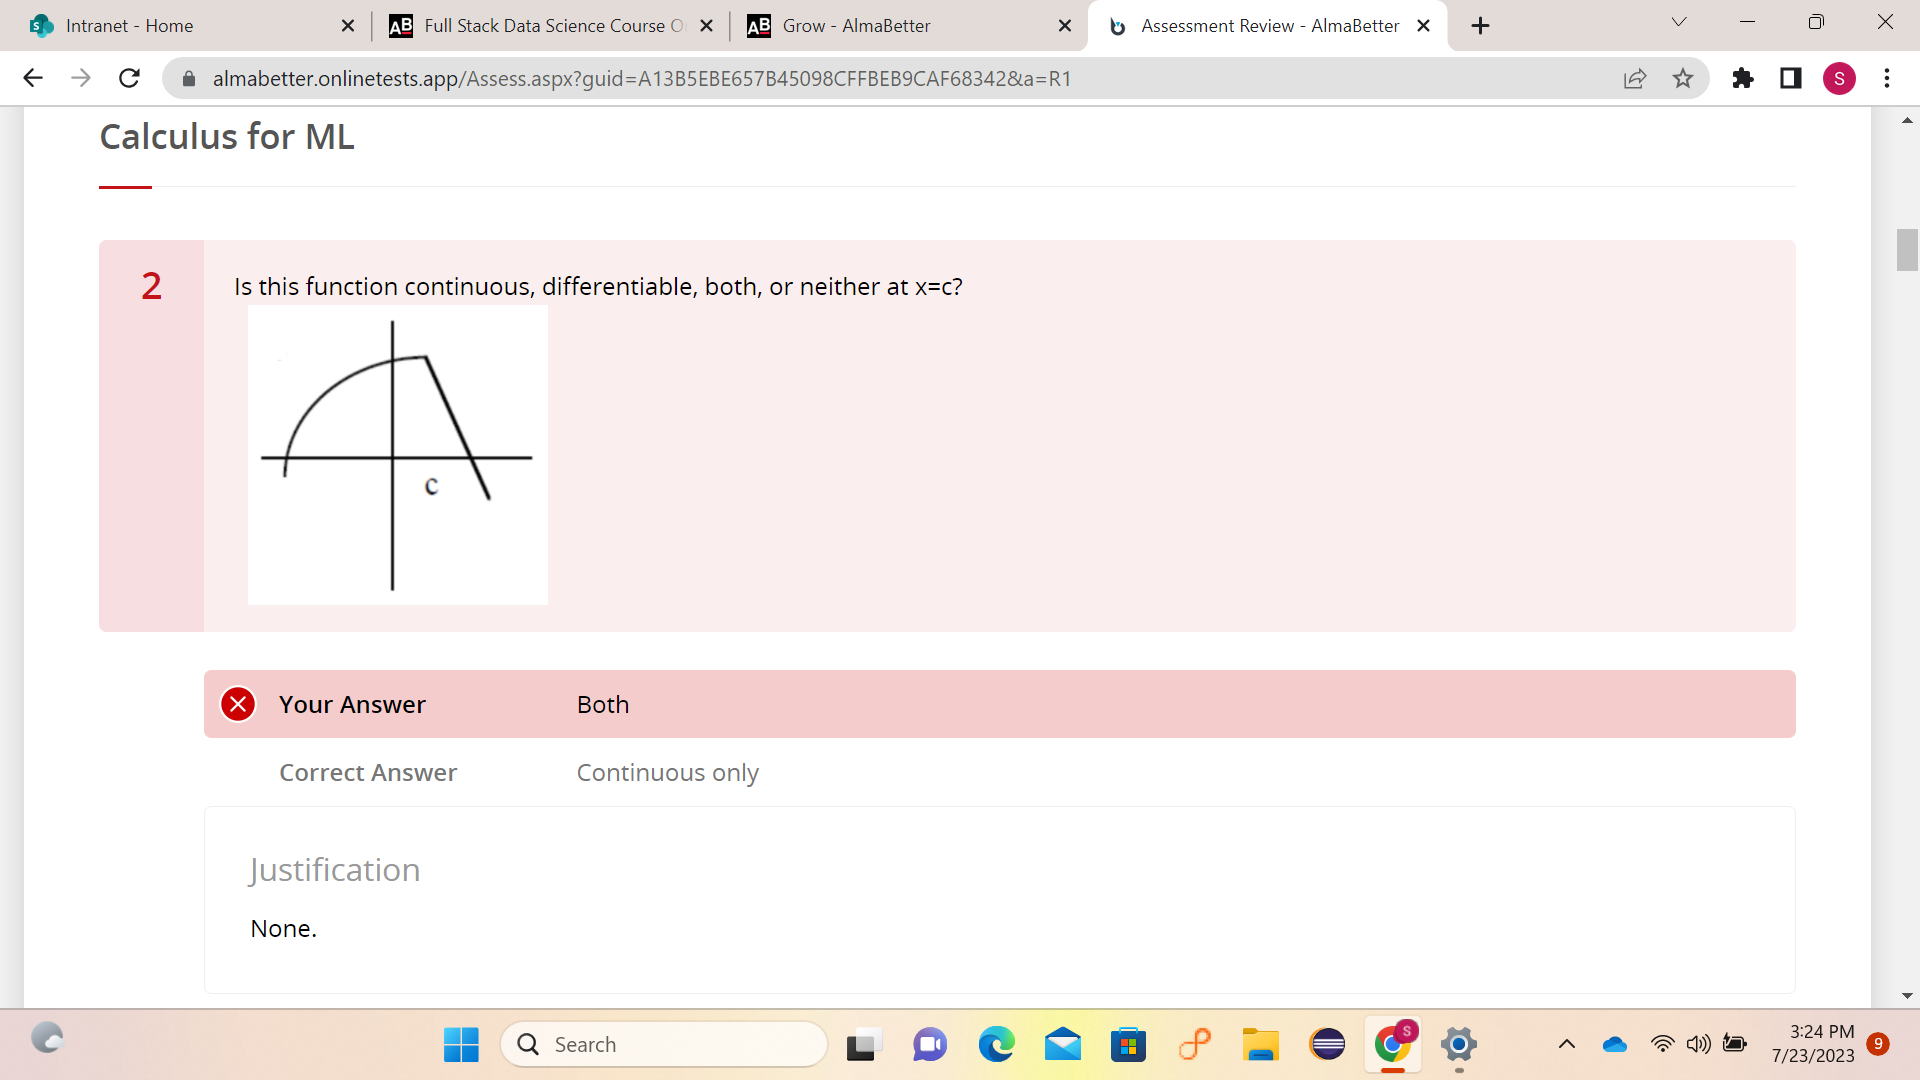 Intranet - Home
Full Stack Data Science Course O
Grow - AlmaBetter
Assessment Review - AlmaBetter
almabetter.onlinetests.app/Assess.aspx?guid=A13B5EBE657B45098CFFBEB9CAF68342&a=R1
S
Calculus for ML
2
Is this function continuous, differentiable, both, or neither at x=c?
c
Your Answer
Both
Correct Answer
Continuous only
Justification
None.
Search
S
3:24 PM
7/23/2023
9